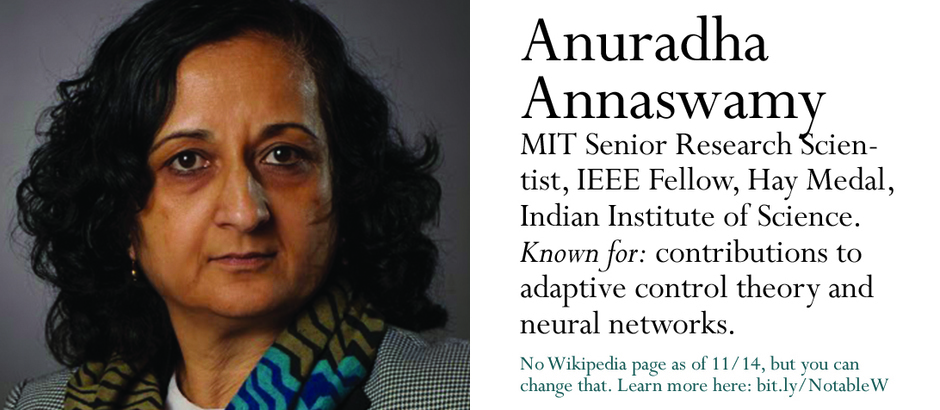 Anuradha
Annaswamy
MIT Senior Research Scien-
tist, IEEE Fellow, Hay Medal,
Indian Institute of Science.
Known for: contributions to
adaptive control theory and
neural networks.
No Wikipedia page as of 11/14, but you can
change that. Learn more here: bit.ly/NotableW